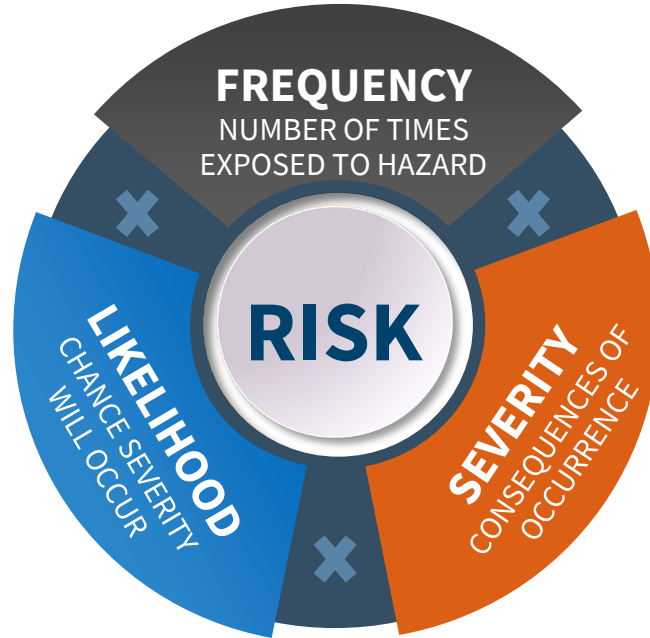 FREQUENCY
NUMBER OF TIMES
EXPOSED TO HAZARD
RISK
LIKELIHOOD
CHANCE SEVERITY
WILL OCCUR
SEVERITY
CONSEQUENCES OF
OCCURRENCE